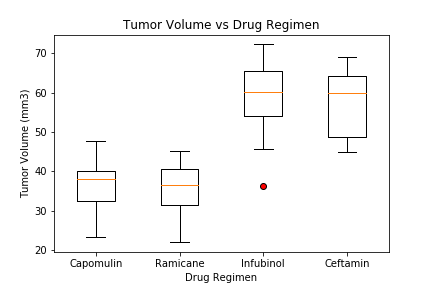 Tumor Volume vs Drug Regimen
70
60
50
40
30
20
Tumor Volume (mm3)
Capomulin Ramicane Infubinol Ceftamin
Drug Regimen